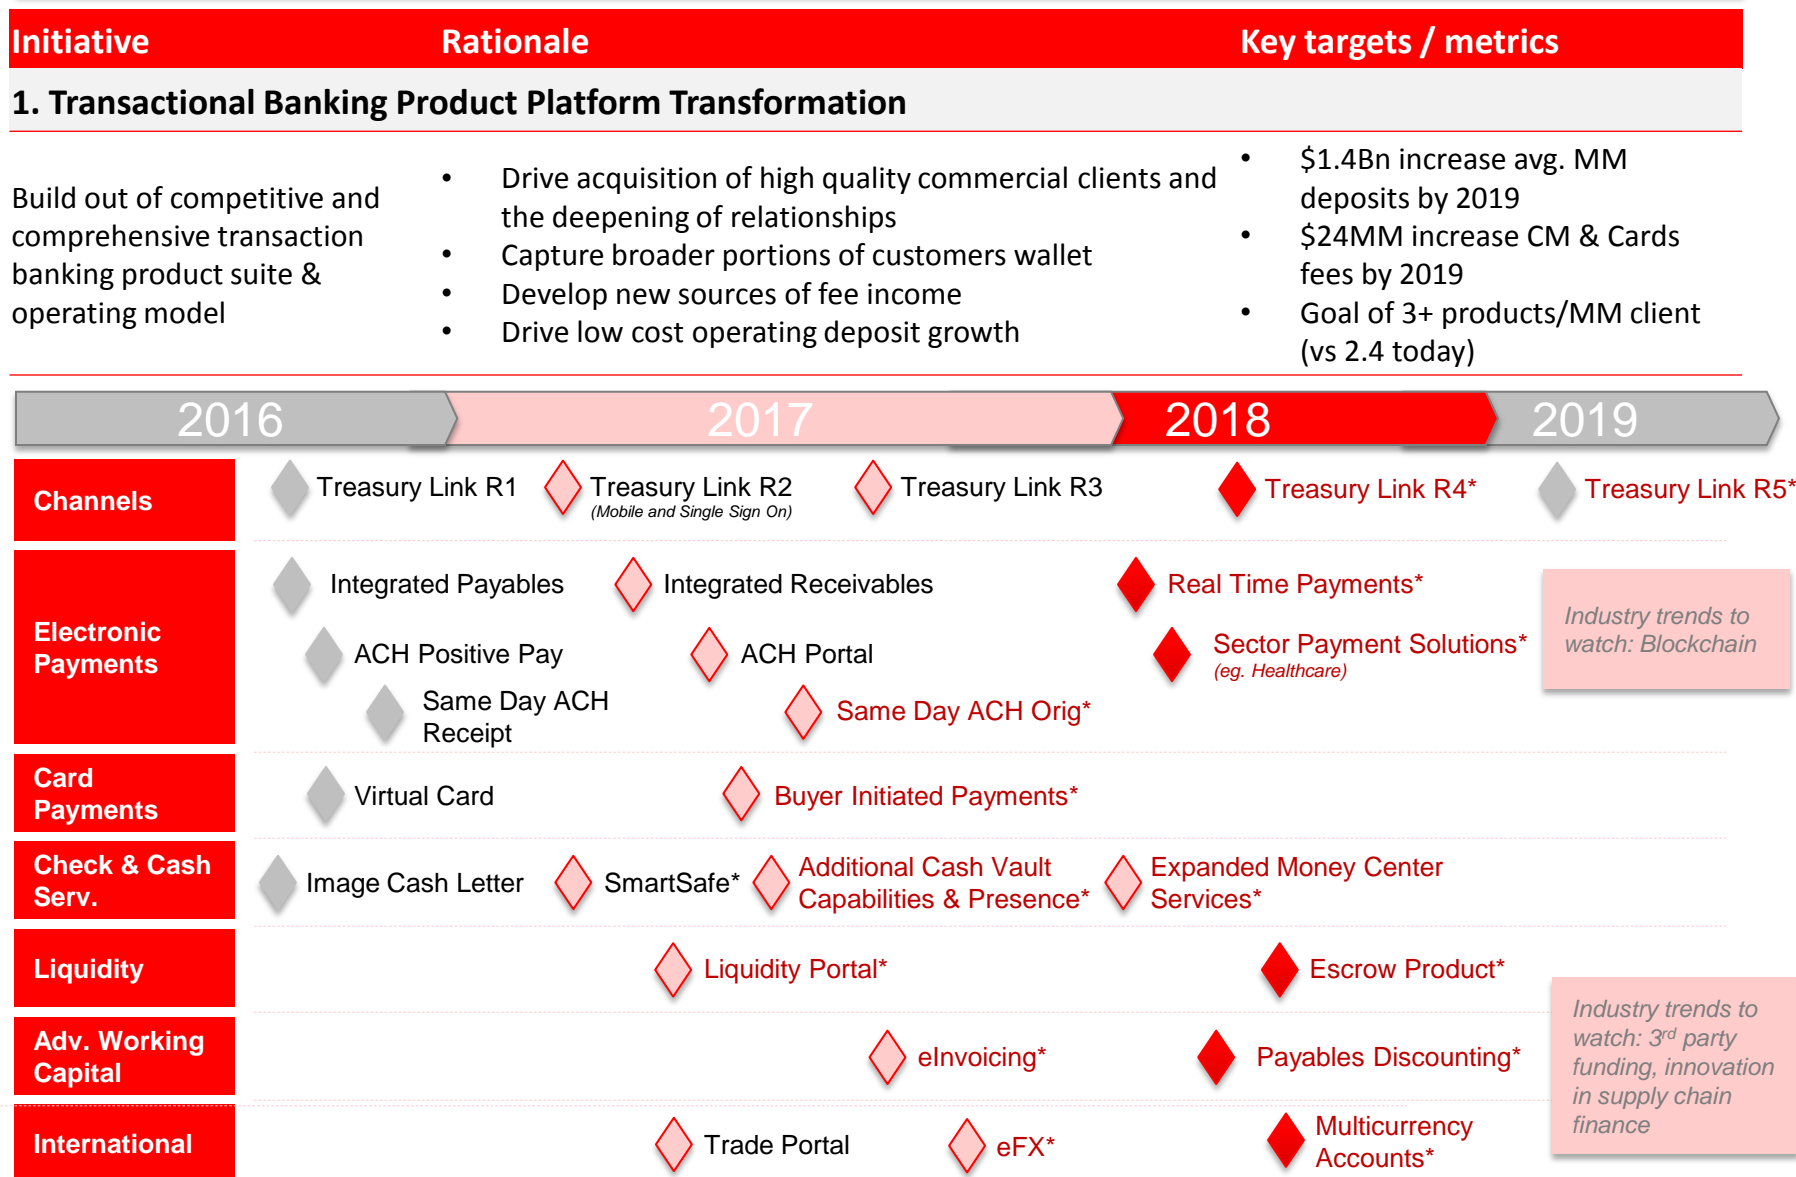 Initiative
Rationale
Key targets / metrics
1. Transactional Banking Product Platform Transformation
Build out of competitive and
comprehensive transaction
banking product suite &
operating model
• Drive acquisition of high quality commercial clients and
the deepening of relationships
• Capture broader portions of customers wallet
• Develop new sources of fee income
• Drive low cost operating deposit growth
• $1.4Bn increase avg. MM
deposits by 2019
• $24MM increase CM & Cards
fees by 2019
• Goal of 3+ products/MM client
(vs 2.4 today)
2016
2017
2018
2019
Channels
Treasury Link R1
Treasury Link R2
(Mobile and Single Sign On)
Treasury Link R3
Treasury Link R4*
Treasury Link R5*
Electronic
Payments
Integrated Payables
Integrated Receivables
Real Time Payments*
ACH Positive Pay
ACH Portal
Sector Payment Solutions*
(eg. Healthcare)
Same Day ACH
Receipt
Same Day ACH Orig*
Industry trends to
watch: Blockchain
Card
Payments
Virtual Card
Buyer Initiated Payments*
Check & Cash
Serv.
Image Cash Letter
SmartSafe*
Additional Cash Vault
Capabilities & Presence*
Expanded Money Center
Services*
Liquidity
Liquidity Portal*
Escrow Product*
Adv. Working
Capital
eInvoicing*
Payables Discounting*
Industry trends to
watch: 3rd party
funding, innovation
in supply chain
finance
International
Trade Portal
eFX*
Multicurrency
Accounts*